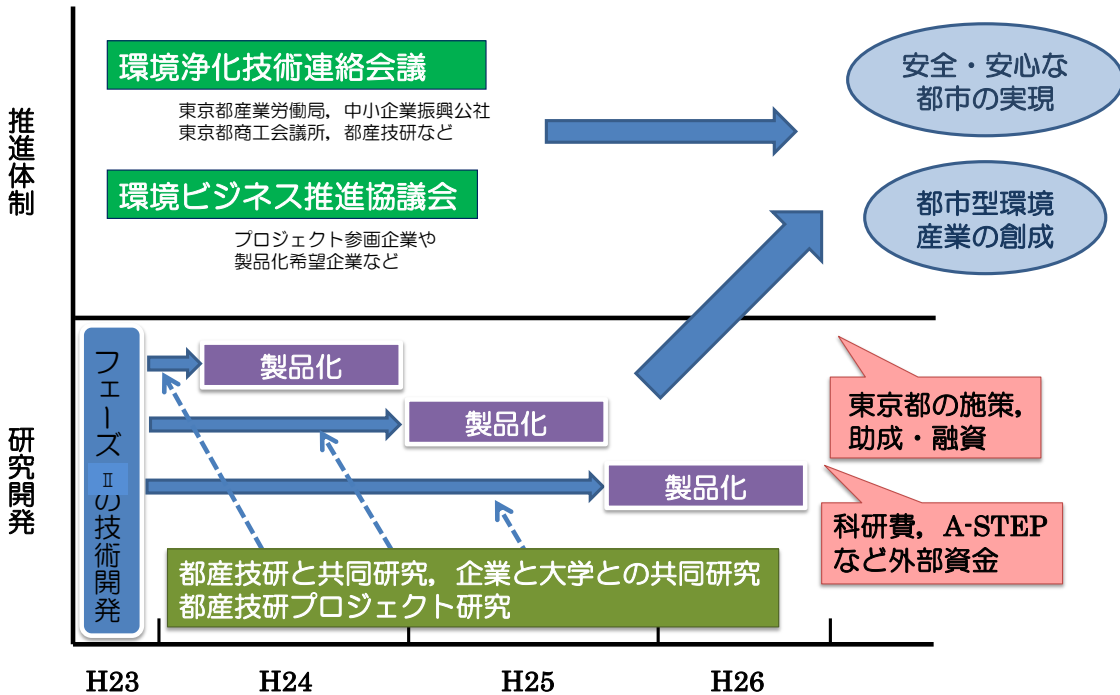 推進体制
環境浄化技術連絡会議
東京都産業労働局，中小企業振興公社
東京都商工会議所，都産技研など
環境ビジネス推進協議会
プロジェクト参画企業や
製品化希望企業など
安全・安心な
都市の実現
都市型環境
産業の創成
研究開発
フェーズⅡの技術開発
製品化
製品化
製品化
東京都の施策，
助成・融資
科研費，A-STEP
など外部資金
都産技研と共同研究，企業と大学との共同研究
都産技研プロジェクト研究
H23
H24
H25
H26